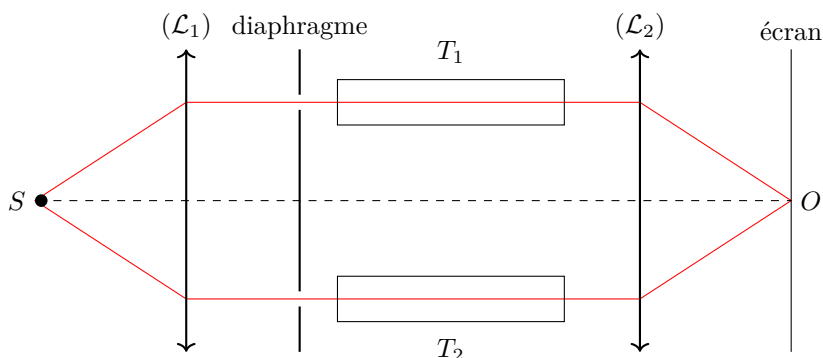 (ℒ₁) diaphragme (ℒ₂) écran
T₁
S O
T₂